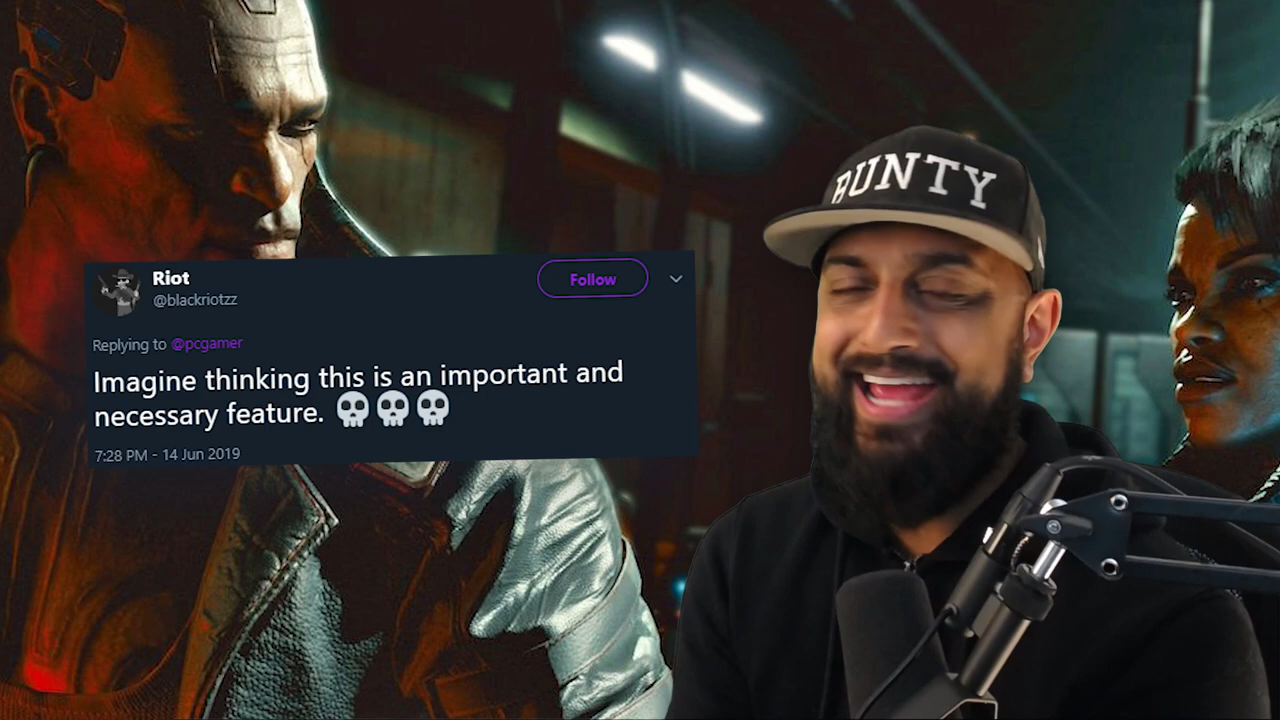 RUNTY
Riot
Follow
@blackriotzz
Replying to @pcgamer
Imagine thinking this is an important and
necessary feature. 💀💀💀
7:28 PM - 14 Jun 2019